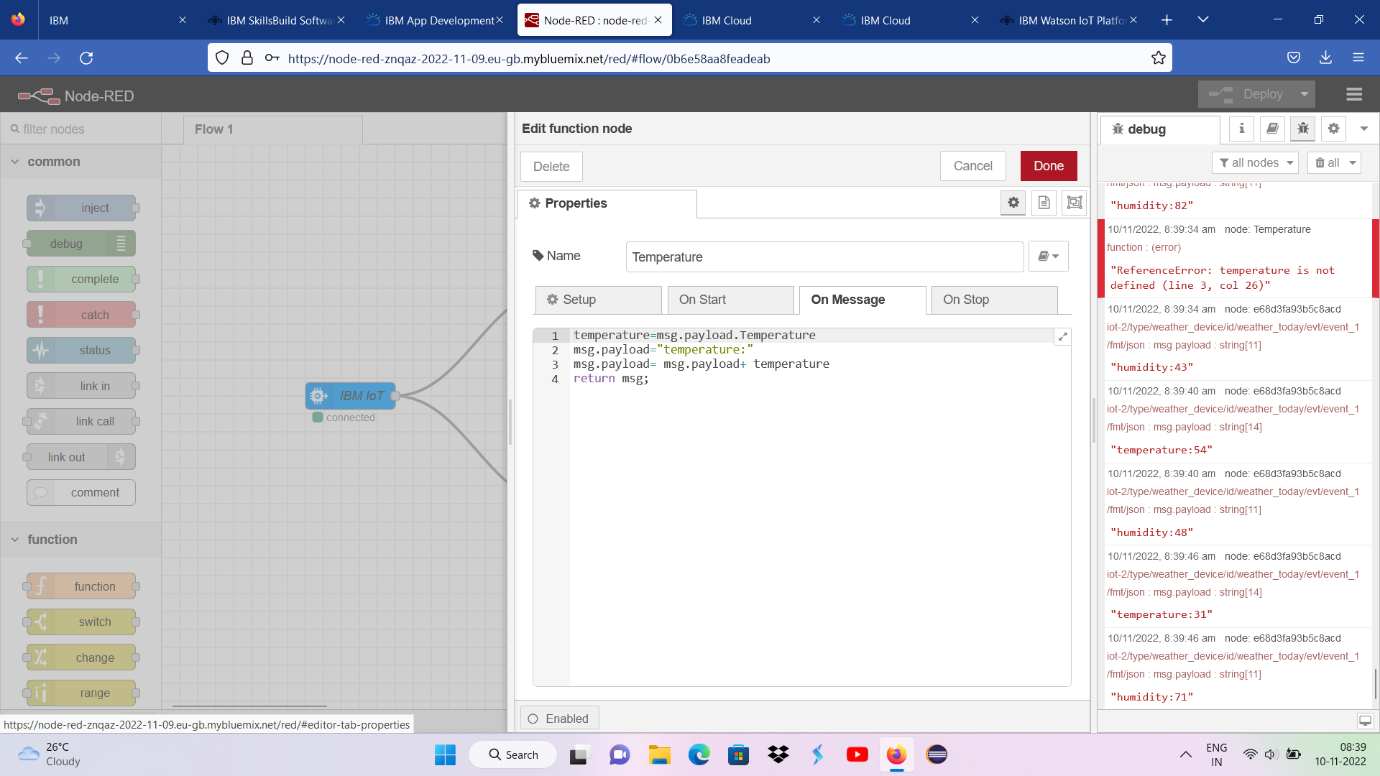 IBM
IBM SkillsBuild Softwa
IBM App Development
Node-RED : node-red-
IBM Cloud
IBM Cloud
IBM Watson IoT Platfo
https://node-red-znqaz-2022-11-09.eu-gb.mybluemix.net/red/#flow/0b6e58aa8feadeab
Node-RED
Deploy
filter nodes
common
inject
debug
complete
catch
status
link in
link call
link out
comment
function
function
switch
change
range
Flow 1
IBM IoT
connected
Edit function node
Delete
Cancel
Done
Properties
Name
Temperature
Setup
On Start
On Message
On Stop
1 temperature=msg.payload.Temperature
2 msg.payload="temperature:"
3 msg.payload= msg.payload+ temperature
4 return msg;
Enabled
debug
all nodes
all
/fmt/json : msg.payload : string[11]
"humidity:82"
10/11/2022, 8:39:34 am node: Temperature
function : (error)
"ReferenceError: temperature is not
defined (line 3, col 26)"
10/11/2022, 8:39:34 am node: e68d3fa93b5c8acd
iot-2/type/weather_device/id/weather_today/evt/event_1
/fmt/json : msg.payload : string[11]
"humidity:43"
10/11/2022, 8:39:40 am node: e68d3fa93b5c8acd
iot-2/type/weather_device/id/weather_today/evt/event_1
/fmt/json : msg.payload : string[14]
"temperature:54"
10/11/2022, 8:39:40 am node: e68d3fa93b5c8acd
iot-2/type/weather_device/id/weather_today/evt/event_1
/fmt/json : msg.payload : string[11]
"humidity:48"
10/11/2022, 8:39:46 am node: e68d3fa93b5c8acd
iot-2/type/weather_device/id/weather_today/evt/event_1
/fmt/json : msg.payload : string[14]
"temperature:31"
10/11/2022, 8:39:46 am node: e68d3fa93b5c8acd
iot-2/type/weather_device/id/weather_today/evt/event_1
/fmt/json : msg.payload : string[11]
"humidity:71"
https://node-red-znqaz-2022-11-09.eu-gb.mybluemix.net/red/#editor-tab-properties
26°C
Cloudy
Search
ENG
IN
08:39
10-11-2022